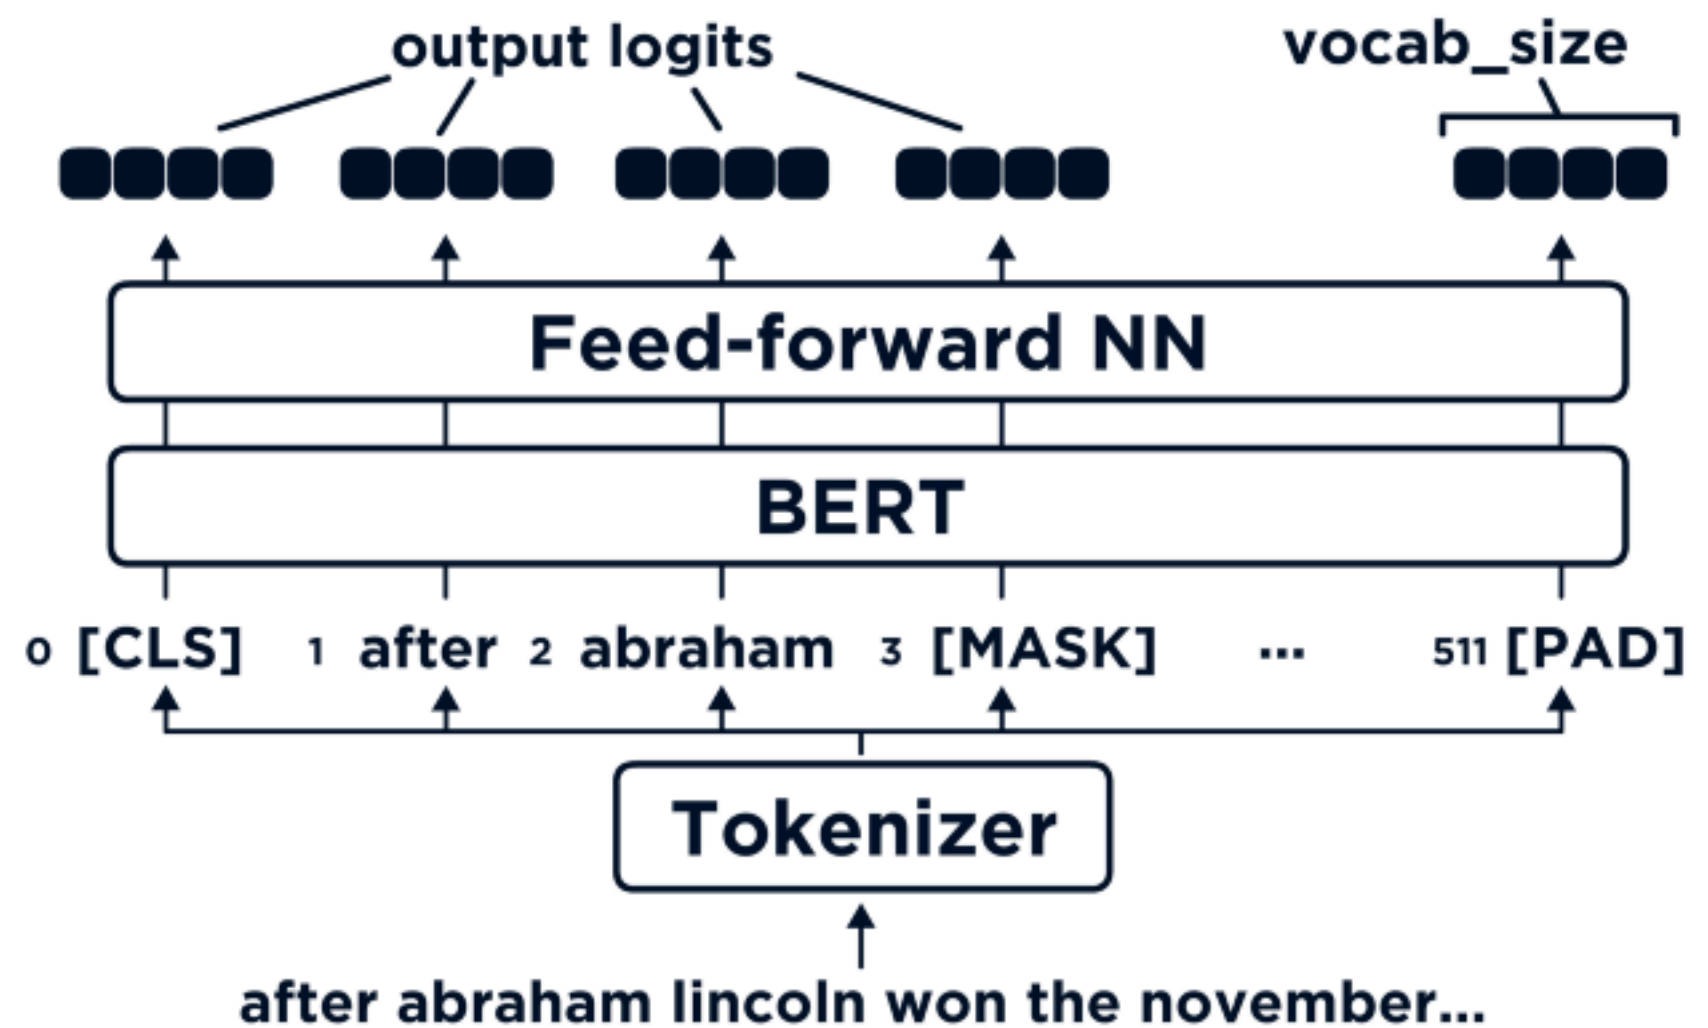 output logits
vocab_size
Feed-forward NN
BERT
0 [CLS] 1 after 2 abraham 3 [MASK] ... 511 [PAD]
Tokenizer
after abraham lincoln won the november...